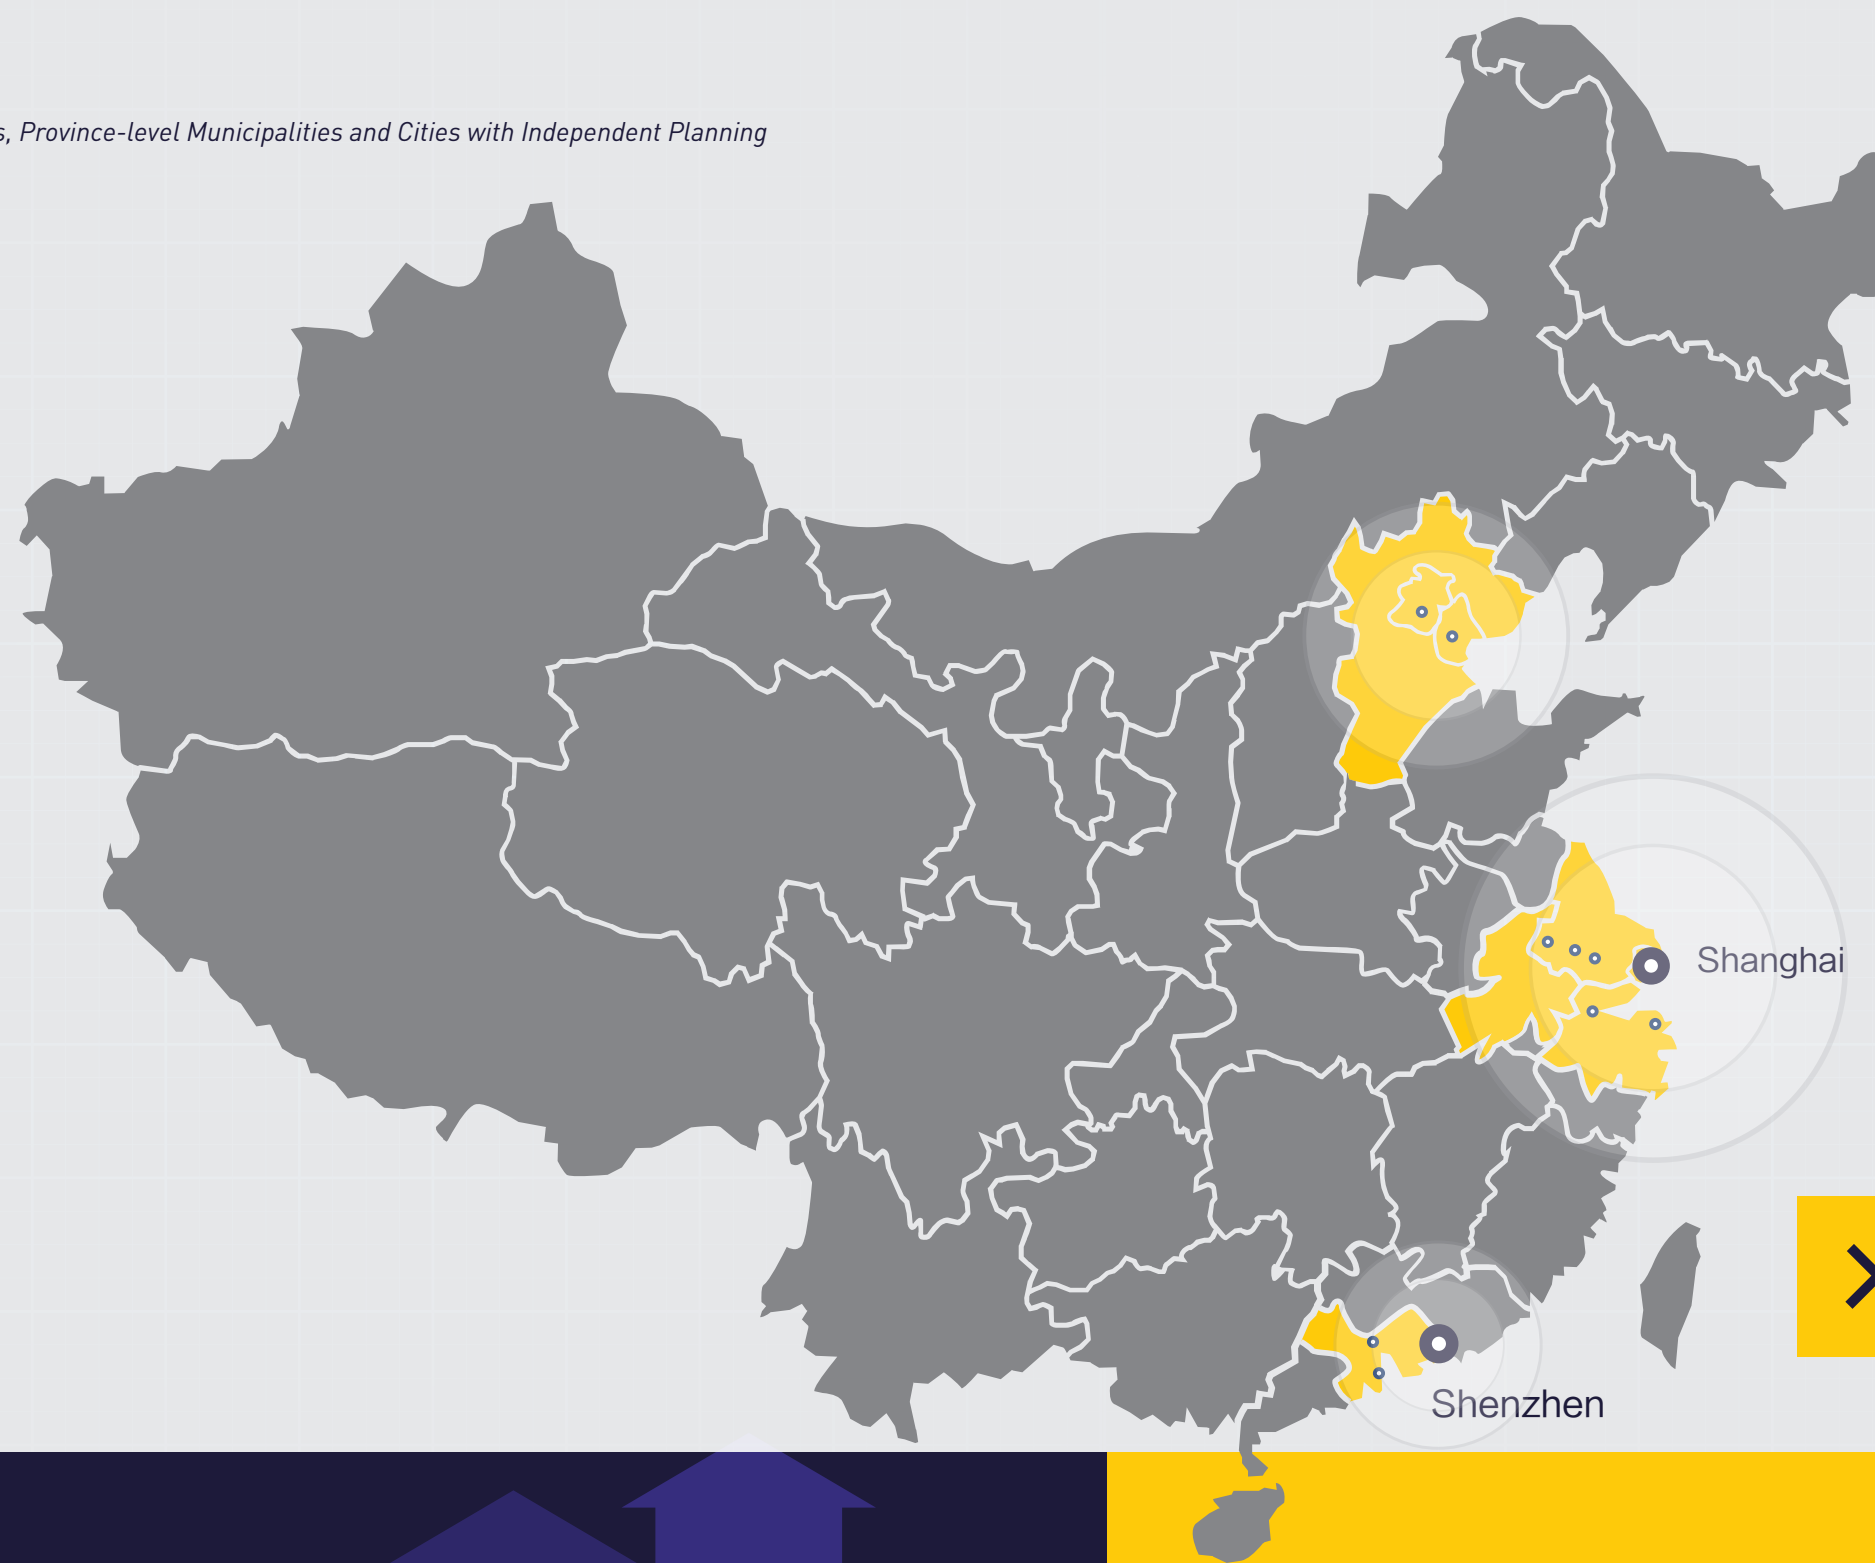 s, Province-level Municipalities and Cities with Independent Planning
Shanghai
Shenzhen